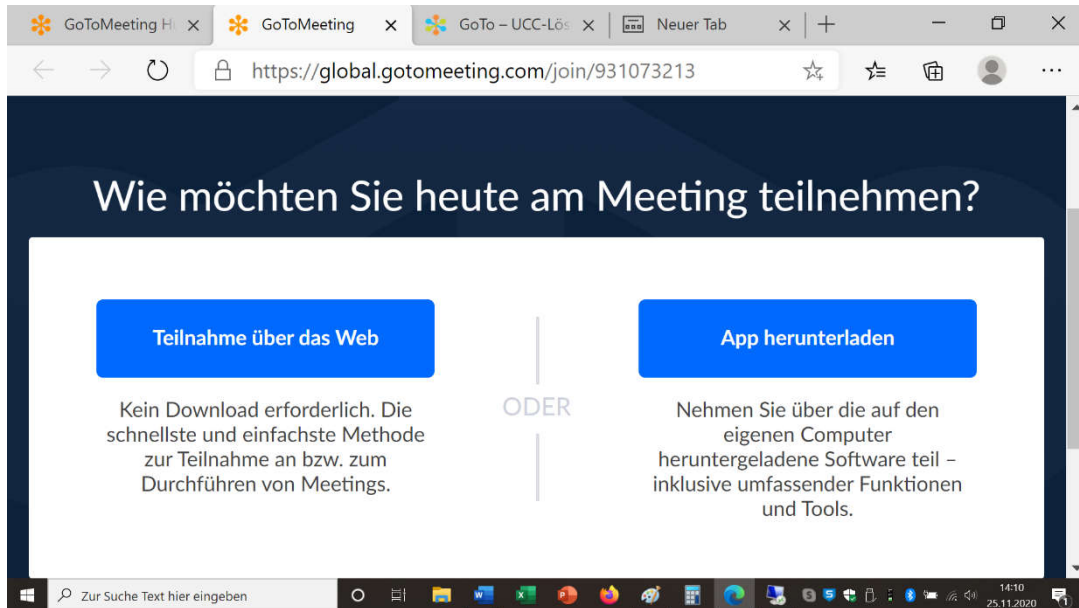 GoToMeeting H
GoToMeeting
GoTo – UCC-Lös
Neuer Tab
https://global.gotomeeting.com/join/931073213
Wie möchten Sie heute am Meeting teilnehmen?
Teilnahme über das Web
Kein Download erforderlich. Die
schnellste und einfachste Methode
zur Teilnahme an bzw. zum
Durchführen von Meetings.
ODER
App herunterladen
Nehmen Sie über die auf den
eigenen Computer
heruntergeladene Software teil –
inklusive umfassender Funktionen
und Tools.
Zur Suche Text hier eingeben
14:10
25.11.2020